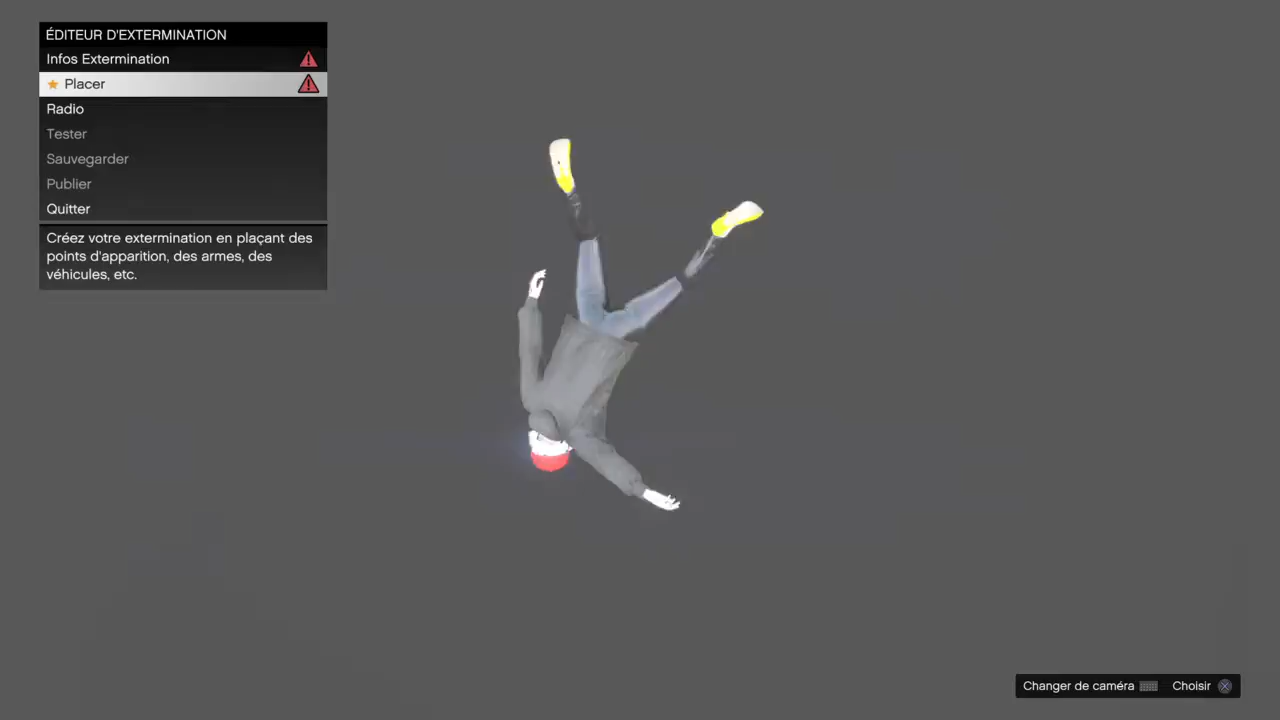 ÉDITEUR D'EXTERMINATION
Infos Extermination
Placer
Radio
Tester
Sauvegarder
Publier
Quitter
Créez votre extermination en plaçant des
points d'apparition, des armes, des
véhicules, etc.
Changer de caméra Choisir